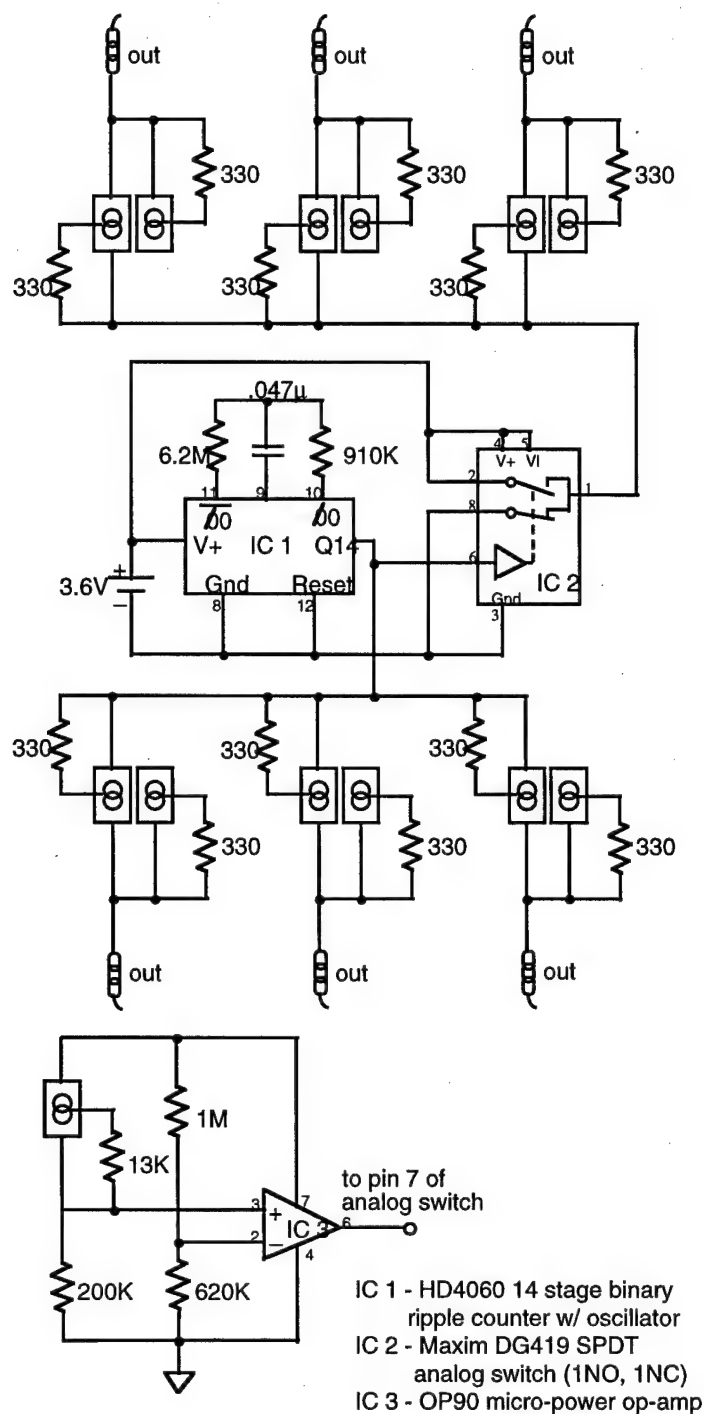 out out out
330 330 330
330 330 330
.047µ
6.2M 910K
4 5
V+ Vl
11 9 10
2 1
00 IC 1 00
8
V+ Q14
6
IC 2
3.6V + −
Gnd Reset
8 12
Gnd
3
330 330 330
330 330 330
out out out
1M
13K
to pin 7 of
analog switch
3 + 7
IC 3 6
2 − 4
200K 620K
IC 1 - HD4060 14 stage binary
ripple counter w/ oscillator
IC 2 - Maxim DG419 SPDT
analog switch (1NO, 1NC)
IC 3 - OP90 micro-power op-amp